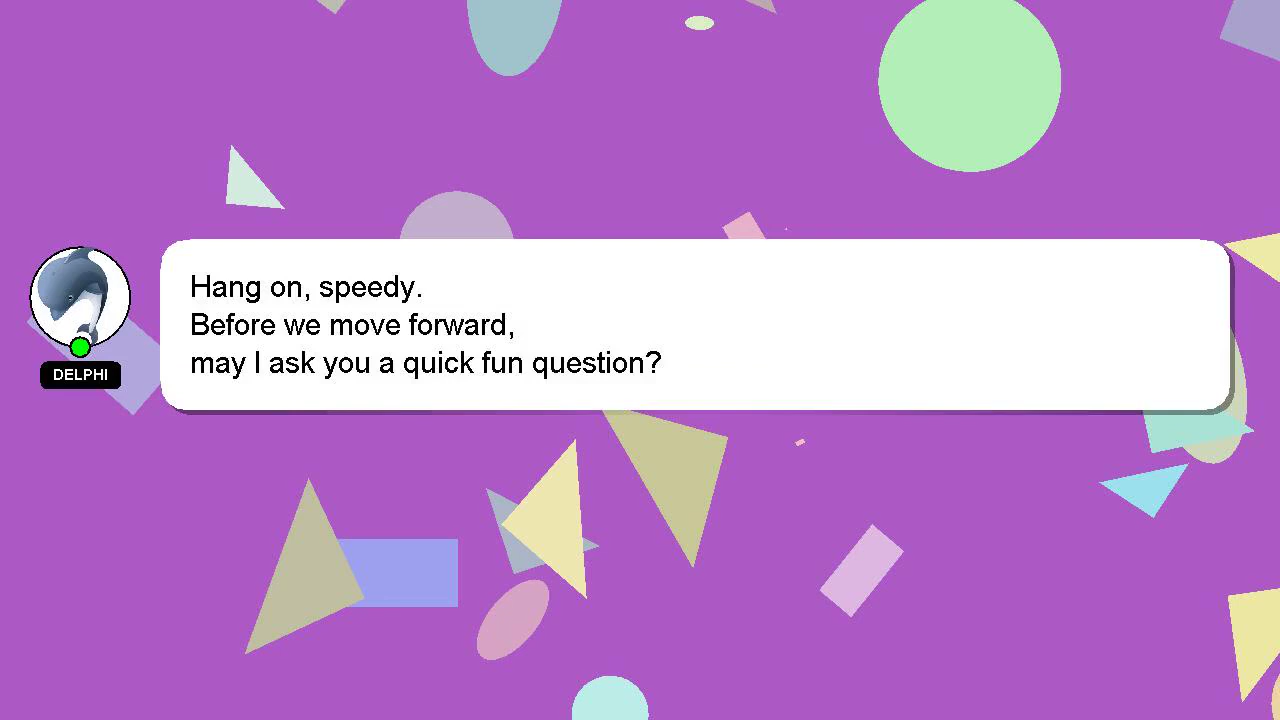 Hang on, speedy.
Before we move forward,
may I ask you a quick fun question?
DELPHI